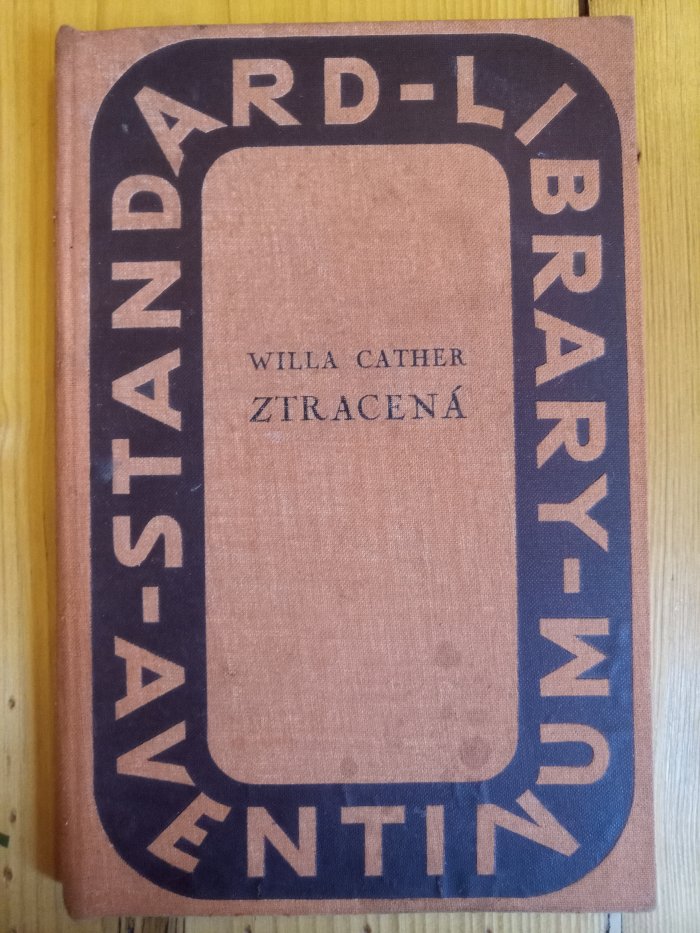 STANDARD-LIBRARY-
AVENTINUM-
WILLA CATHER
ZTRACENÁ